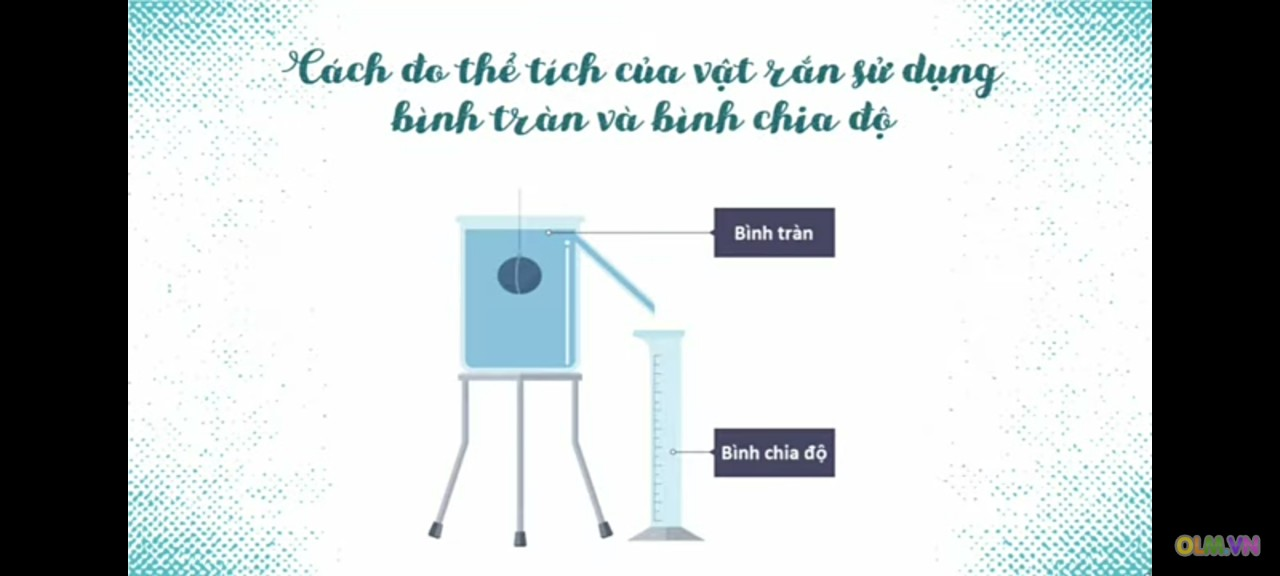 Cách đo thể tích của vật rắn sử dụng
bình tràn và bình chia độ
Bình tràn
Bình chia độ
OLM.VN